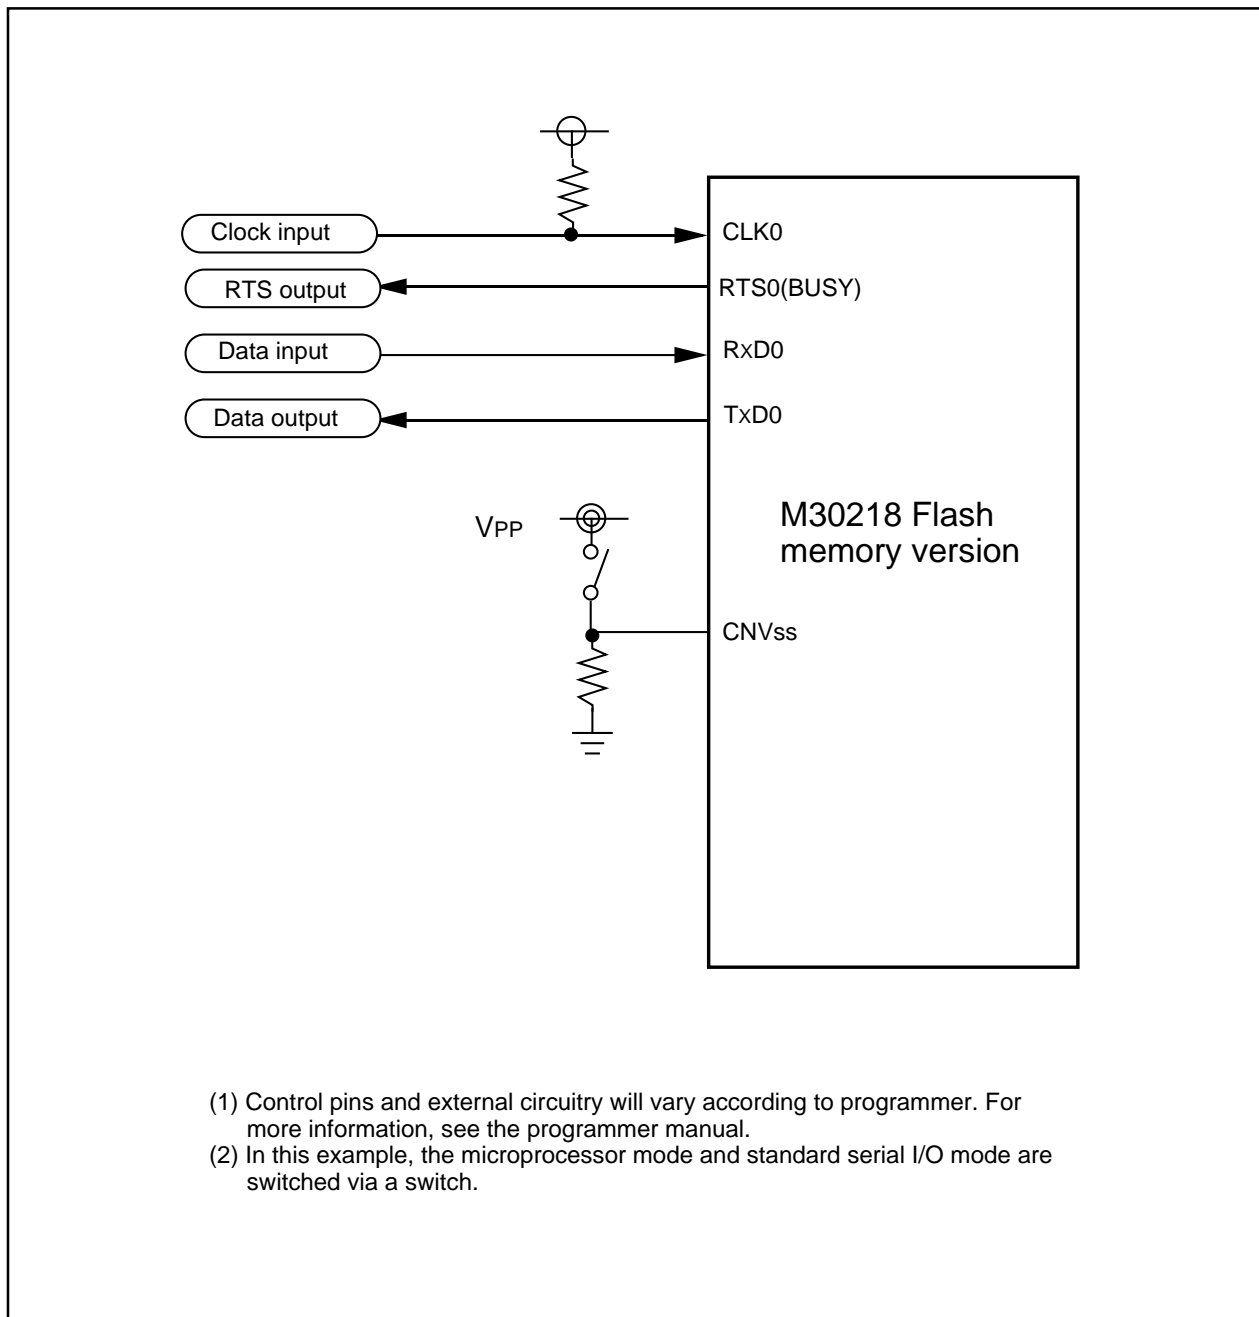 Clock input
CLK0
RTS output
RTS0(BUSY)
Data input
RxD0
Data output
TxD0
VPP
M30218 Flash
memory version
CNVss
(1) Control pins and external circuitry will vary according to programmer. For
more information, see the programmer manual.
(2) In this example, the microprocessor mode and standard serial I/O mode are
switched via a switch.